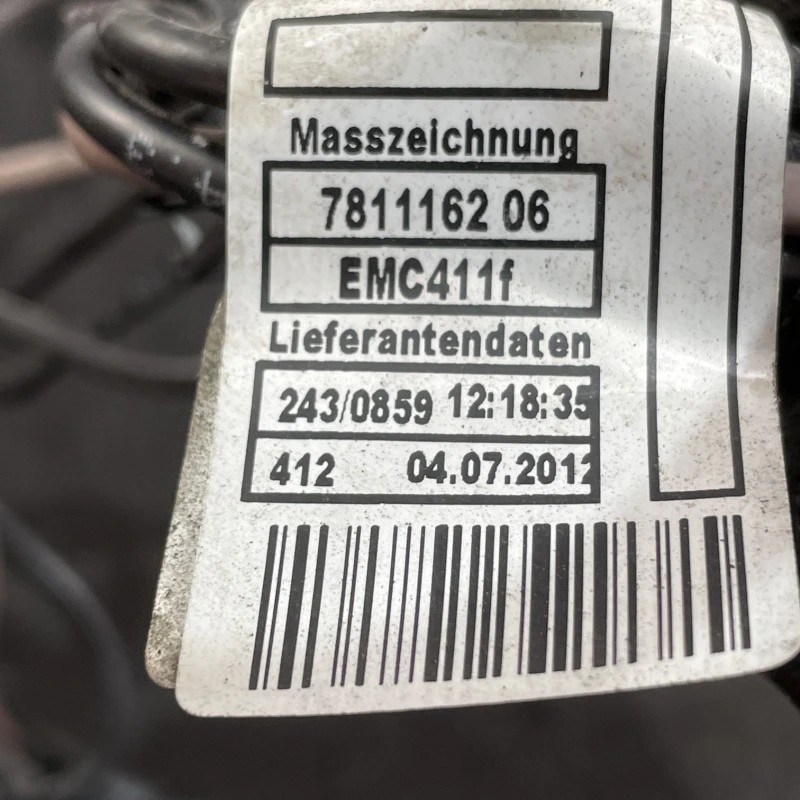 Masszeichnung
7811162 06
EMC411f
Lieferantendaten
243/0859 12:18:35
412 04.07.2012